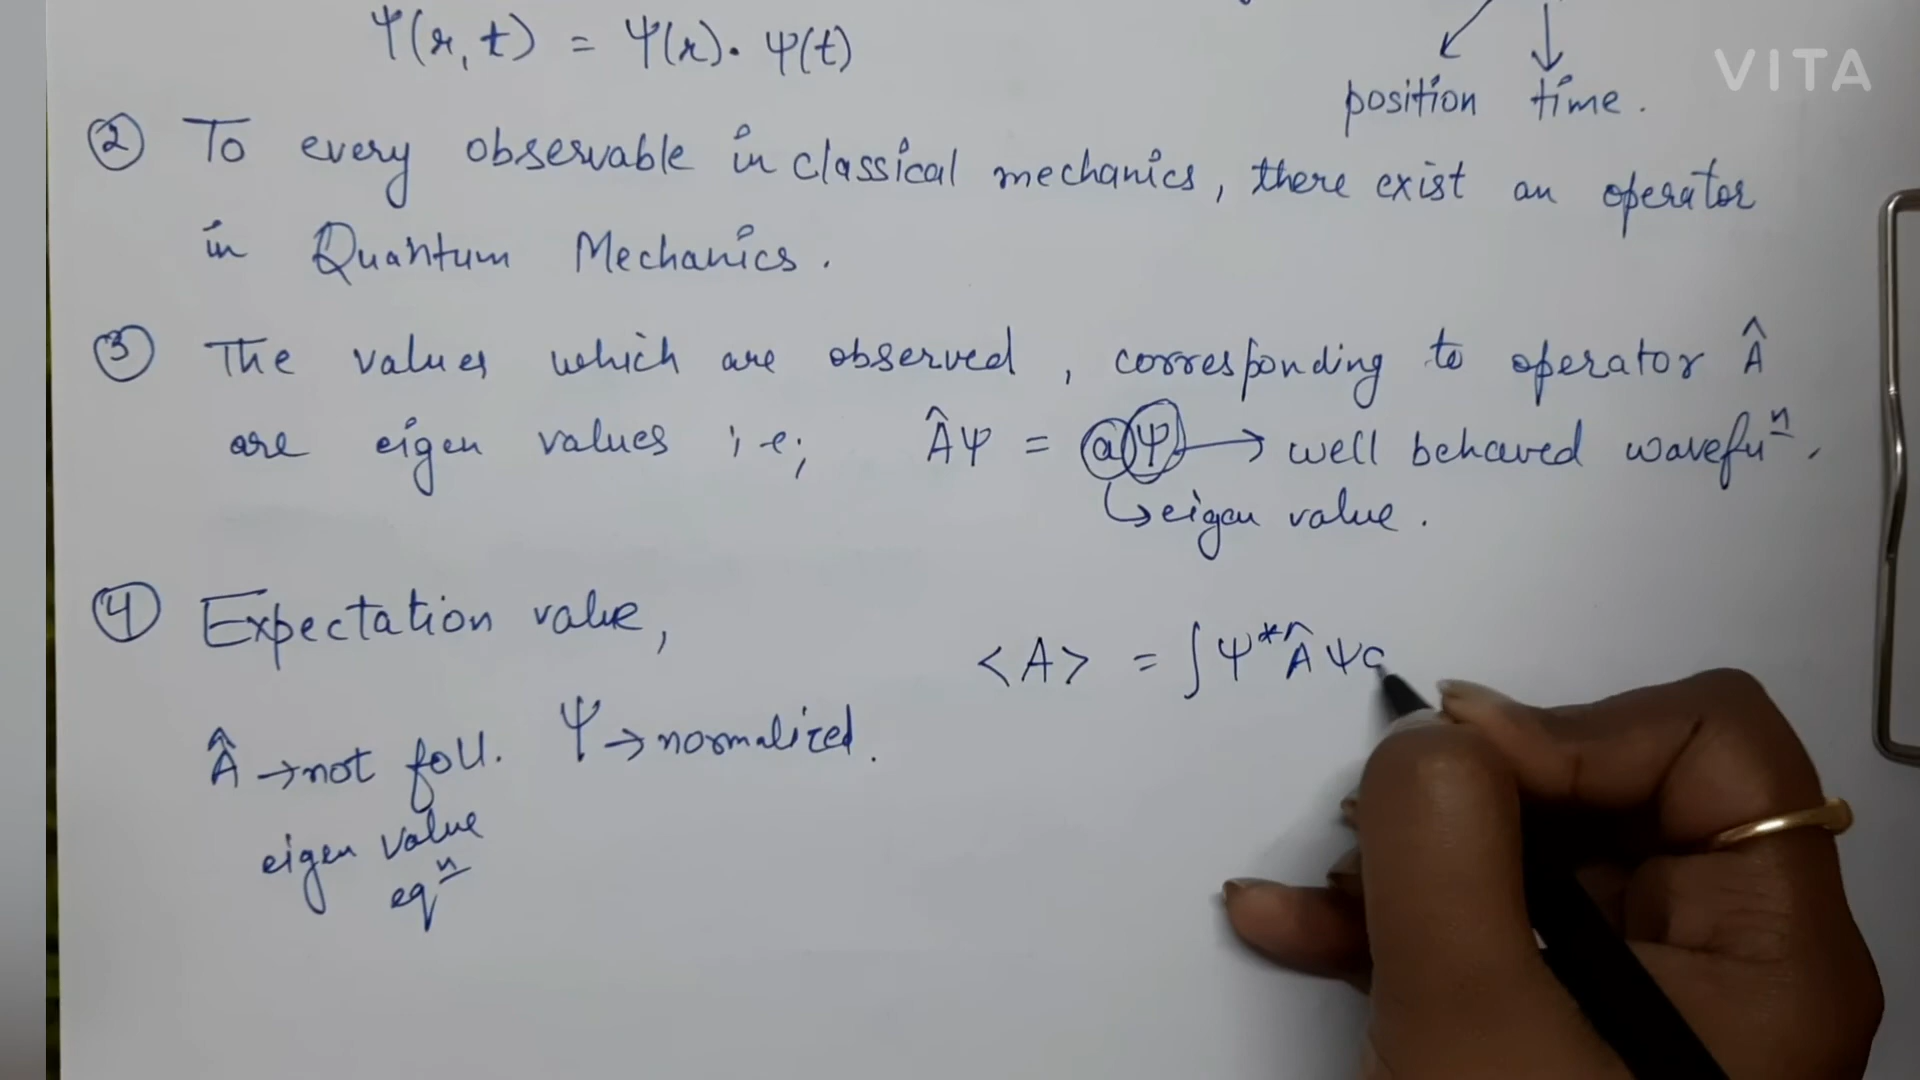 Ψ(r,t) = Ψ(r). Ψ(t)
VITA
position time.
② To every observable in classical mechanics, there exist an operator
in Quantum Mechanics.
③ The values which are observed, corresponding to operator Â
are eigen values i.e; Âψ = aψ → well behaved wavefuⁿ.
↳ eigen value.
④ Expectation value,
<A> = ∫Ψ*ÂΨ
Â → not foll. Ψ → normalized.
eigen value
eqⁿ